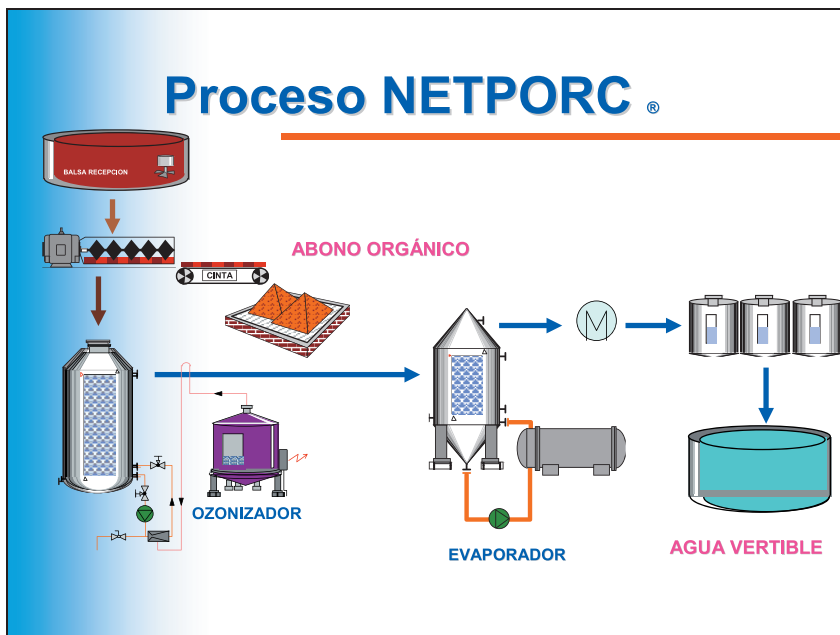 Proceso NETPORC ®
BALSA RECEPCION
ABONO ORGÁNICO
CINTA
M
OZONIZADOR
EVAPORADOR
AGUA VERTIBLE